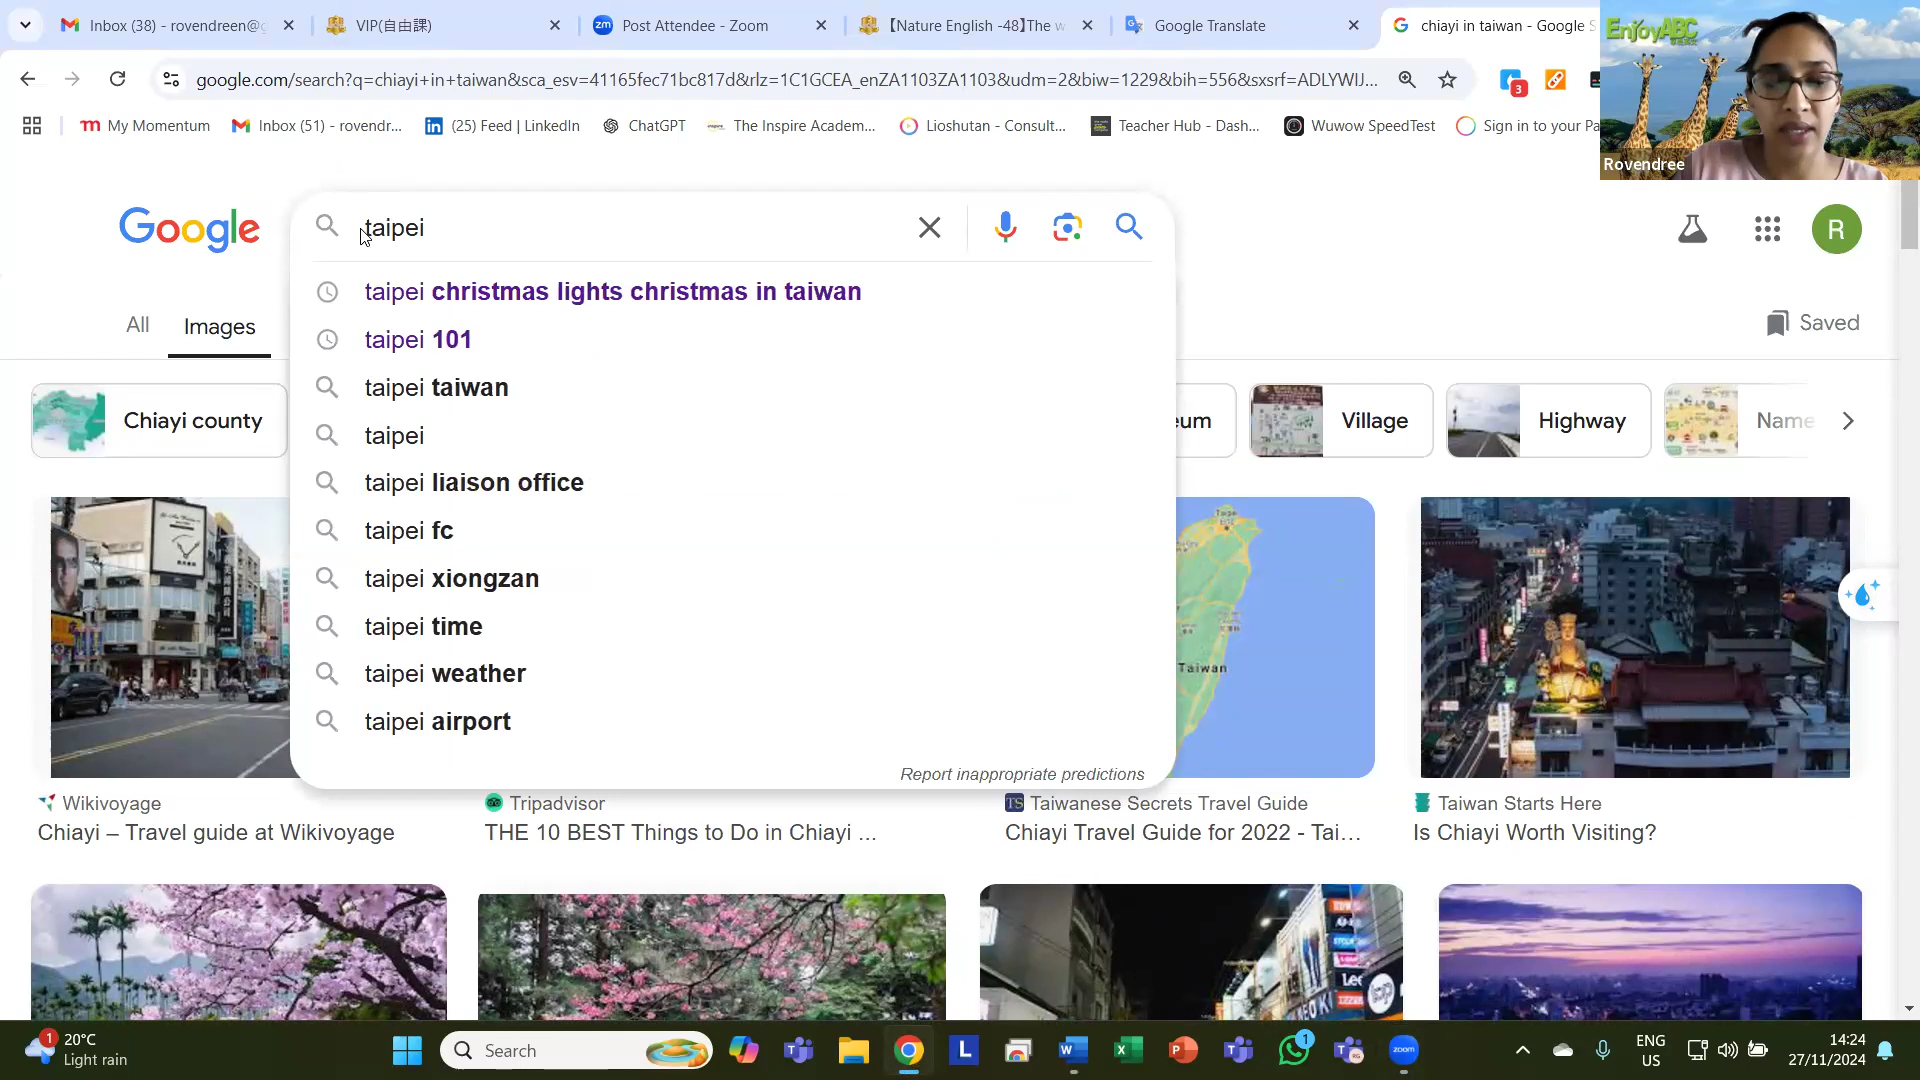 Inbox (38) - rovendreen@g
VIP(自由課)
Post Attendee - Zoom
【Nature English -48】The w
Google Translate
chiayi in taiwan - Google S
google.com/search?q=chiayi+in+taiwan&sca_esv=41165fec71bc817d&rlz=1C1GCEA_enZA1103ZA1103&udm=2&biw=1229&bih=556&sxsrf=ADLYWIJ...
3
My Momentum
Inbox (51) - rovendr...
(25) Feed | LinkedIn
ChatGPT
The Inspire Academ...
Lioshutan - Consult...
Teacher Hub - Dash...
Wuwow SpeedTest
Sign in to your Pa
EnjoyABC
Rovendree
Google
taipei
R
taipei christmas lights christmas in taiwan
taipei 101
taipei taiwan
taipei
taipei liaison office
taipei fc
taipei xiongzan
taipei time
taipei weather
taipei airport
Report inappropriate predictions
All
Images
Saved
Chiayi county
eum
Village
Highway
Name
Taiwan
Wikivoyage
Chiayi – Travel guide at Wikivoyage
Tripadvisor
THE 10 BEST Things to Do in Chiayi ...
TS
Taiwanese Secrets Travel Guide
Chiayi Travel Guide for 2022 - Tai...
Taiwan Starts Here
Is Chiayi Worth Visiting?
1
20°C
Light rain
Search
1
zoom
ENG
US
14:24
27/11/2024